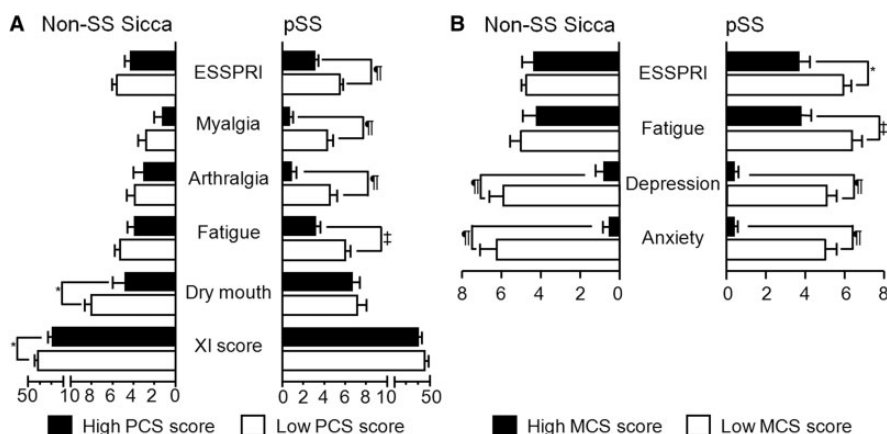 A Non-SS Sicca pSS
ESSPRI ¶
Myalgia ¶
Arthralgia ¶
Fatigue ‡
* Dry mouth
* XI score
50 10 8 6 4 2 0 0 2 4 6 8 10 50
High PCS score Low PCS score
B Non-SS Sicca pSS
ESSPRI *
Fatigue ‡
¶ Depression ¶
¶ Anxiety ¶
8 6 4 2 0 0 2 4 6 8
High MCS score Low MCS score